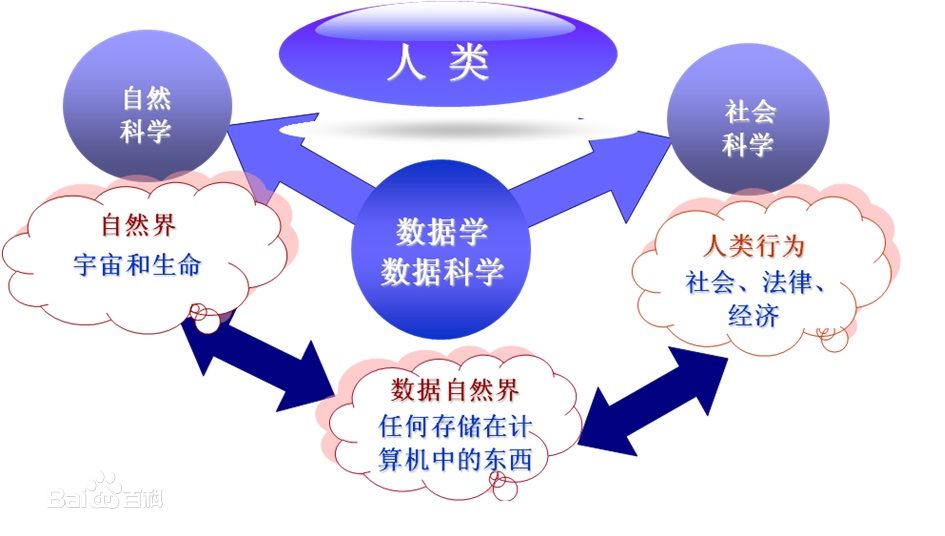 人类
自然
科学
社会
科学
数据学
数据科学
自然界
宇宙和生命
人类行为
社会、法律、
经济
数据自然界
任何存储在计
算机中的东西
Bai百科